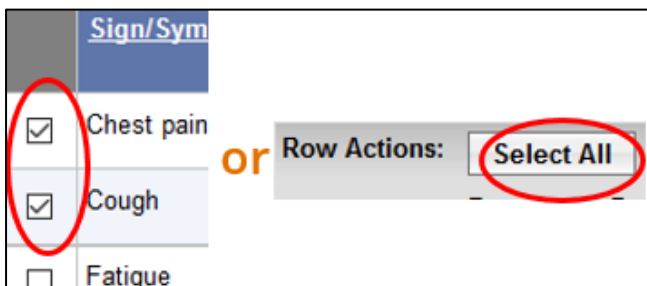 Sign/Sym
Chest pain
Cough
Fatigue
or
Row Actions: Select All